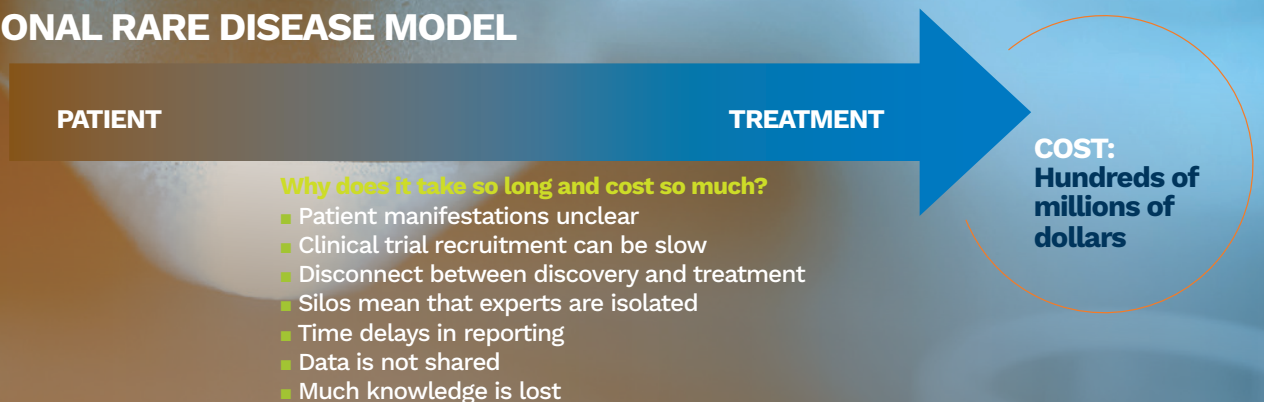 ONAL RARE DISEASE MODEL
PATIENT
TREATMENT
COST:
Hundreds of
millions of
dollars
Why does it take so long and cost so much?
■ Patient manifestations unclear
■ Clinical trial recruitment can be slow
■ Disconnect between discovery and treatment
■ Silos mean that experts are isolated
■ Time delays in reporting
■ Data is not shared
■ Much knowledge is lost